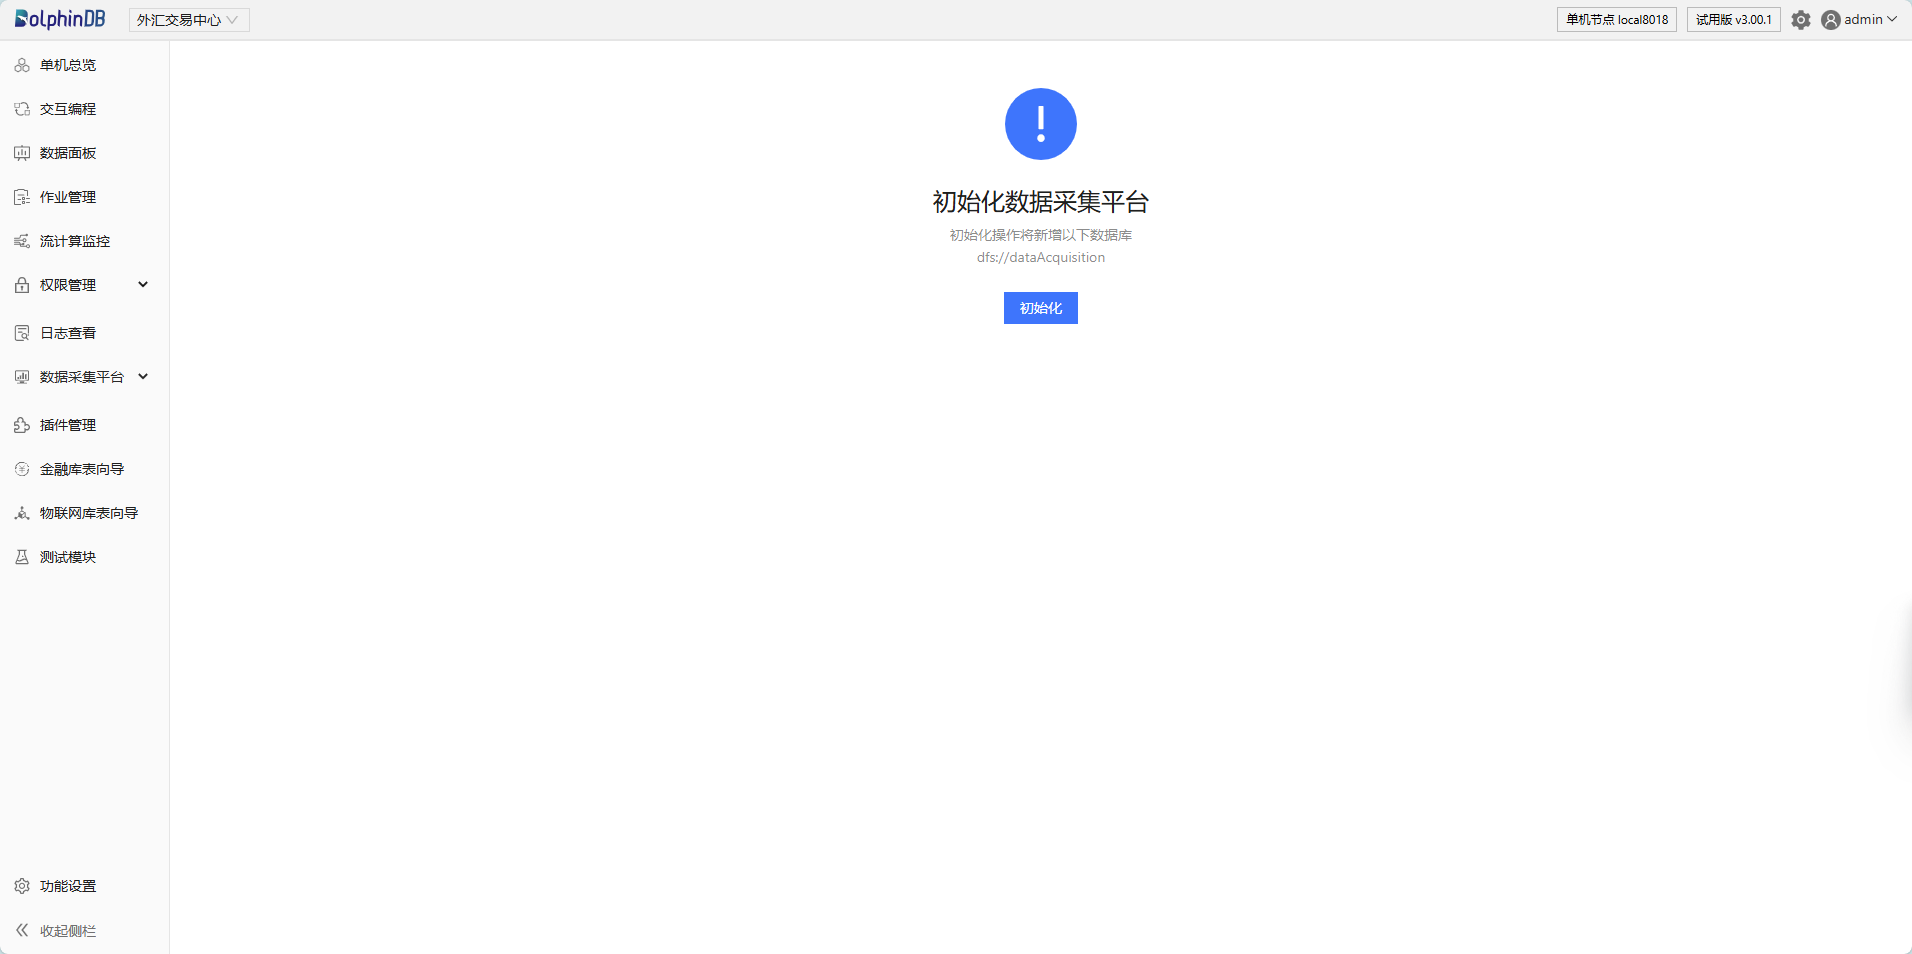 DolphinDB
外汇交易中心
单机节点 local8018
试用版 v3.00.1
admin
单机总览
交互编程
数据面板
作业管理
流计算监控
权限管理
日志查看
数据采集平台
插件管理
金融库表向导
物联网库表向导
测试模块
功能设置
收起侧栏
初始化数据采集平台
初始化操作将新增以下数据库
dfs://dataAcquisition
初始化